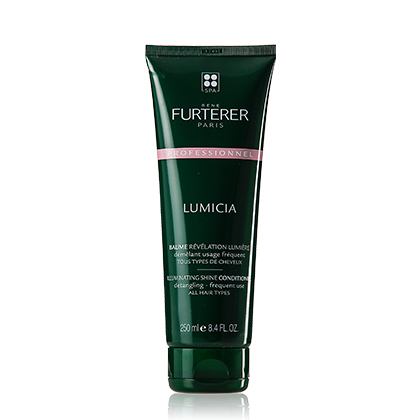 SPA
RENE
FURTERER
PARIS
PROFESSIONNEL
LUMICIA
BAUME RÉVÉLATION LUMIÈRE
démêlant usage fréquent
TOUS TYPES DE CHEVEUX
ILLUMINATING SHINE CONDITIONER
detangling - frequent use
ALL HAIR TYPES
250 ml e 8.4 FL. OZ.